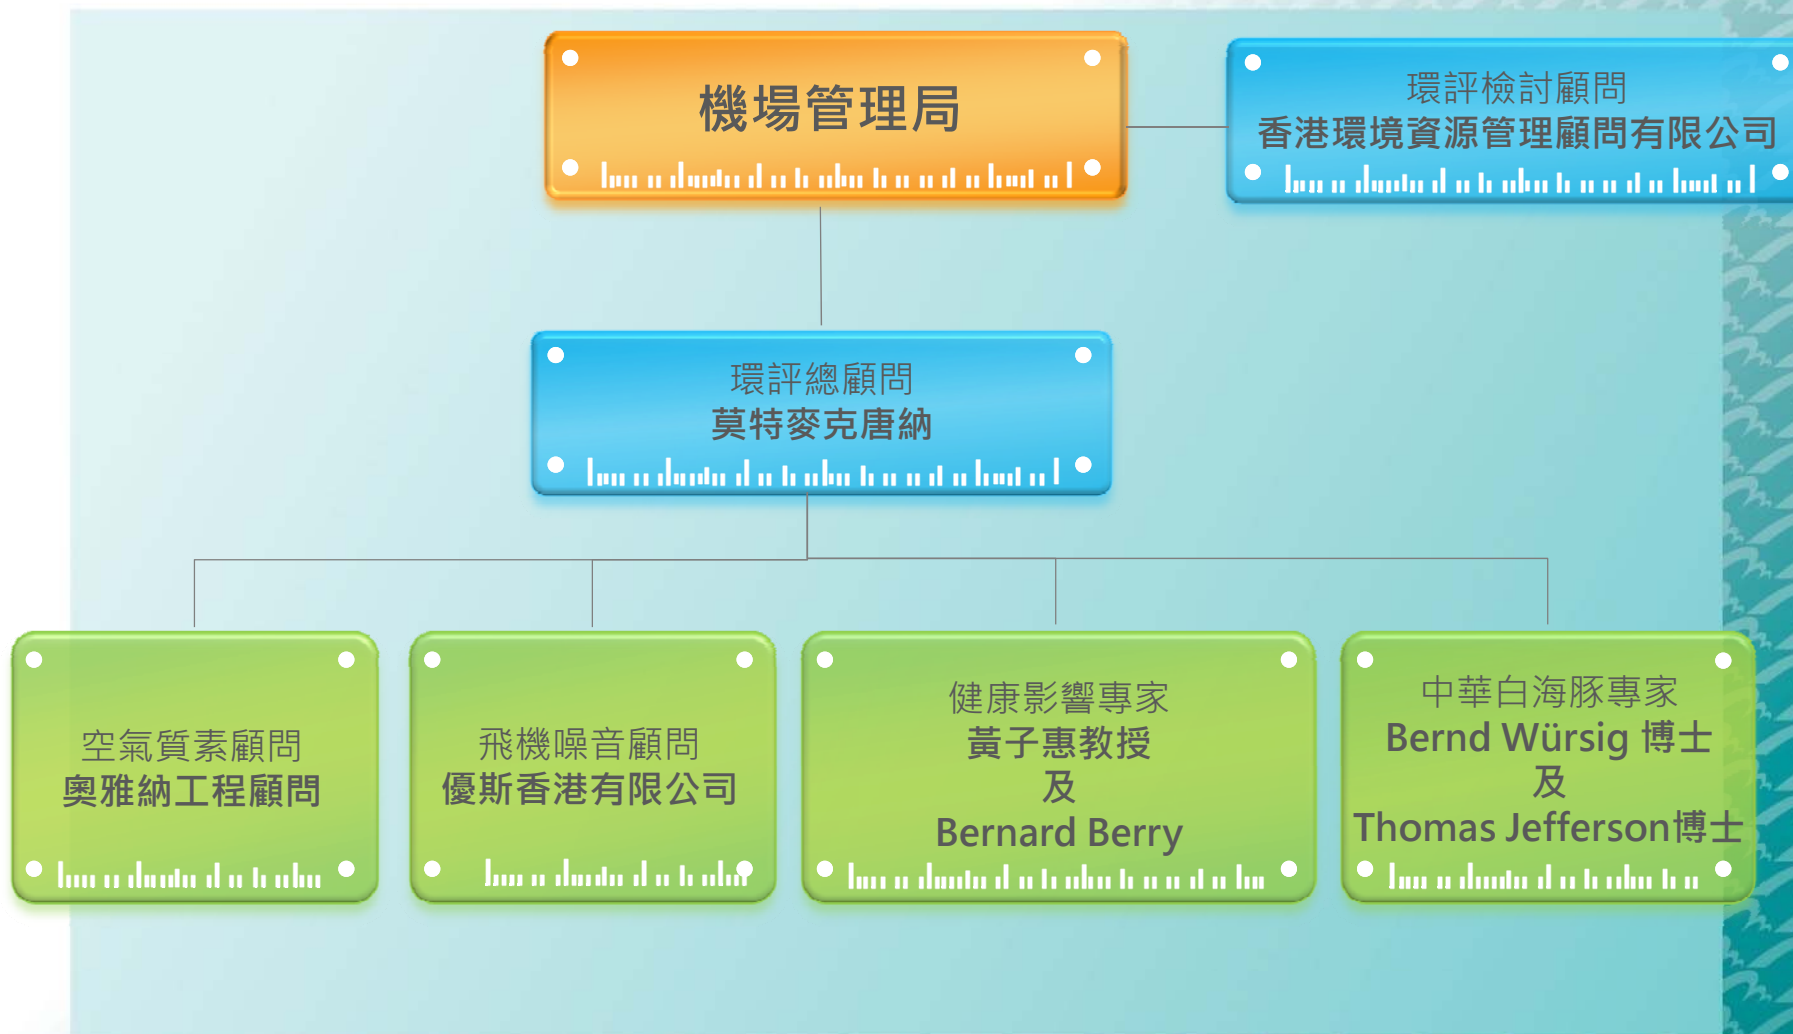 機場管理局
環評檢討顧問
香港環境資源管理顧問有限公司
環評總顧問
莫特麥克唐納
空氣質素顧問
奧雅納工程顧問
飛機噪音顧問
優斯香港有限公司
健康影響專家
黃子惠教授
及
Bernard Berry
中華白海豚專家
Bernd Würsig 博士
及
Thomas Jefferson博士